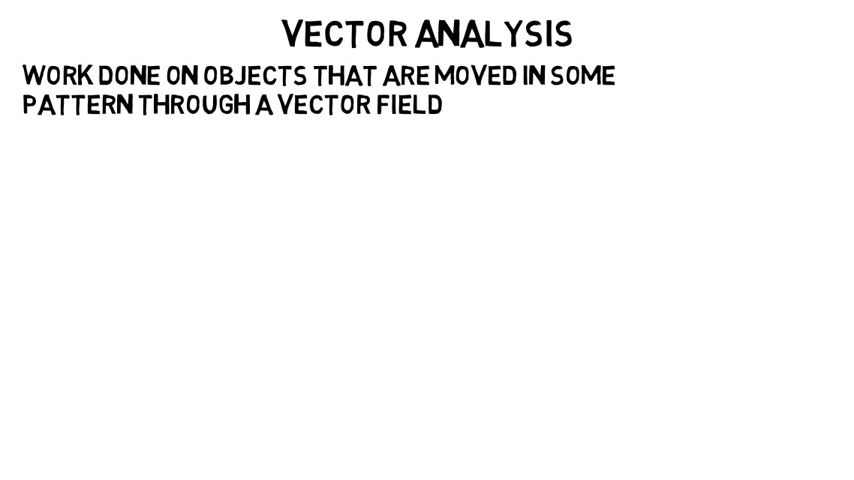 VECTOR ANALYSIS
WORK DONE ON OBJECTS THAT ARE MOVED IN SOME
PATTERN THROUGH A VECTOR FIELD